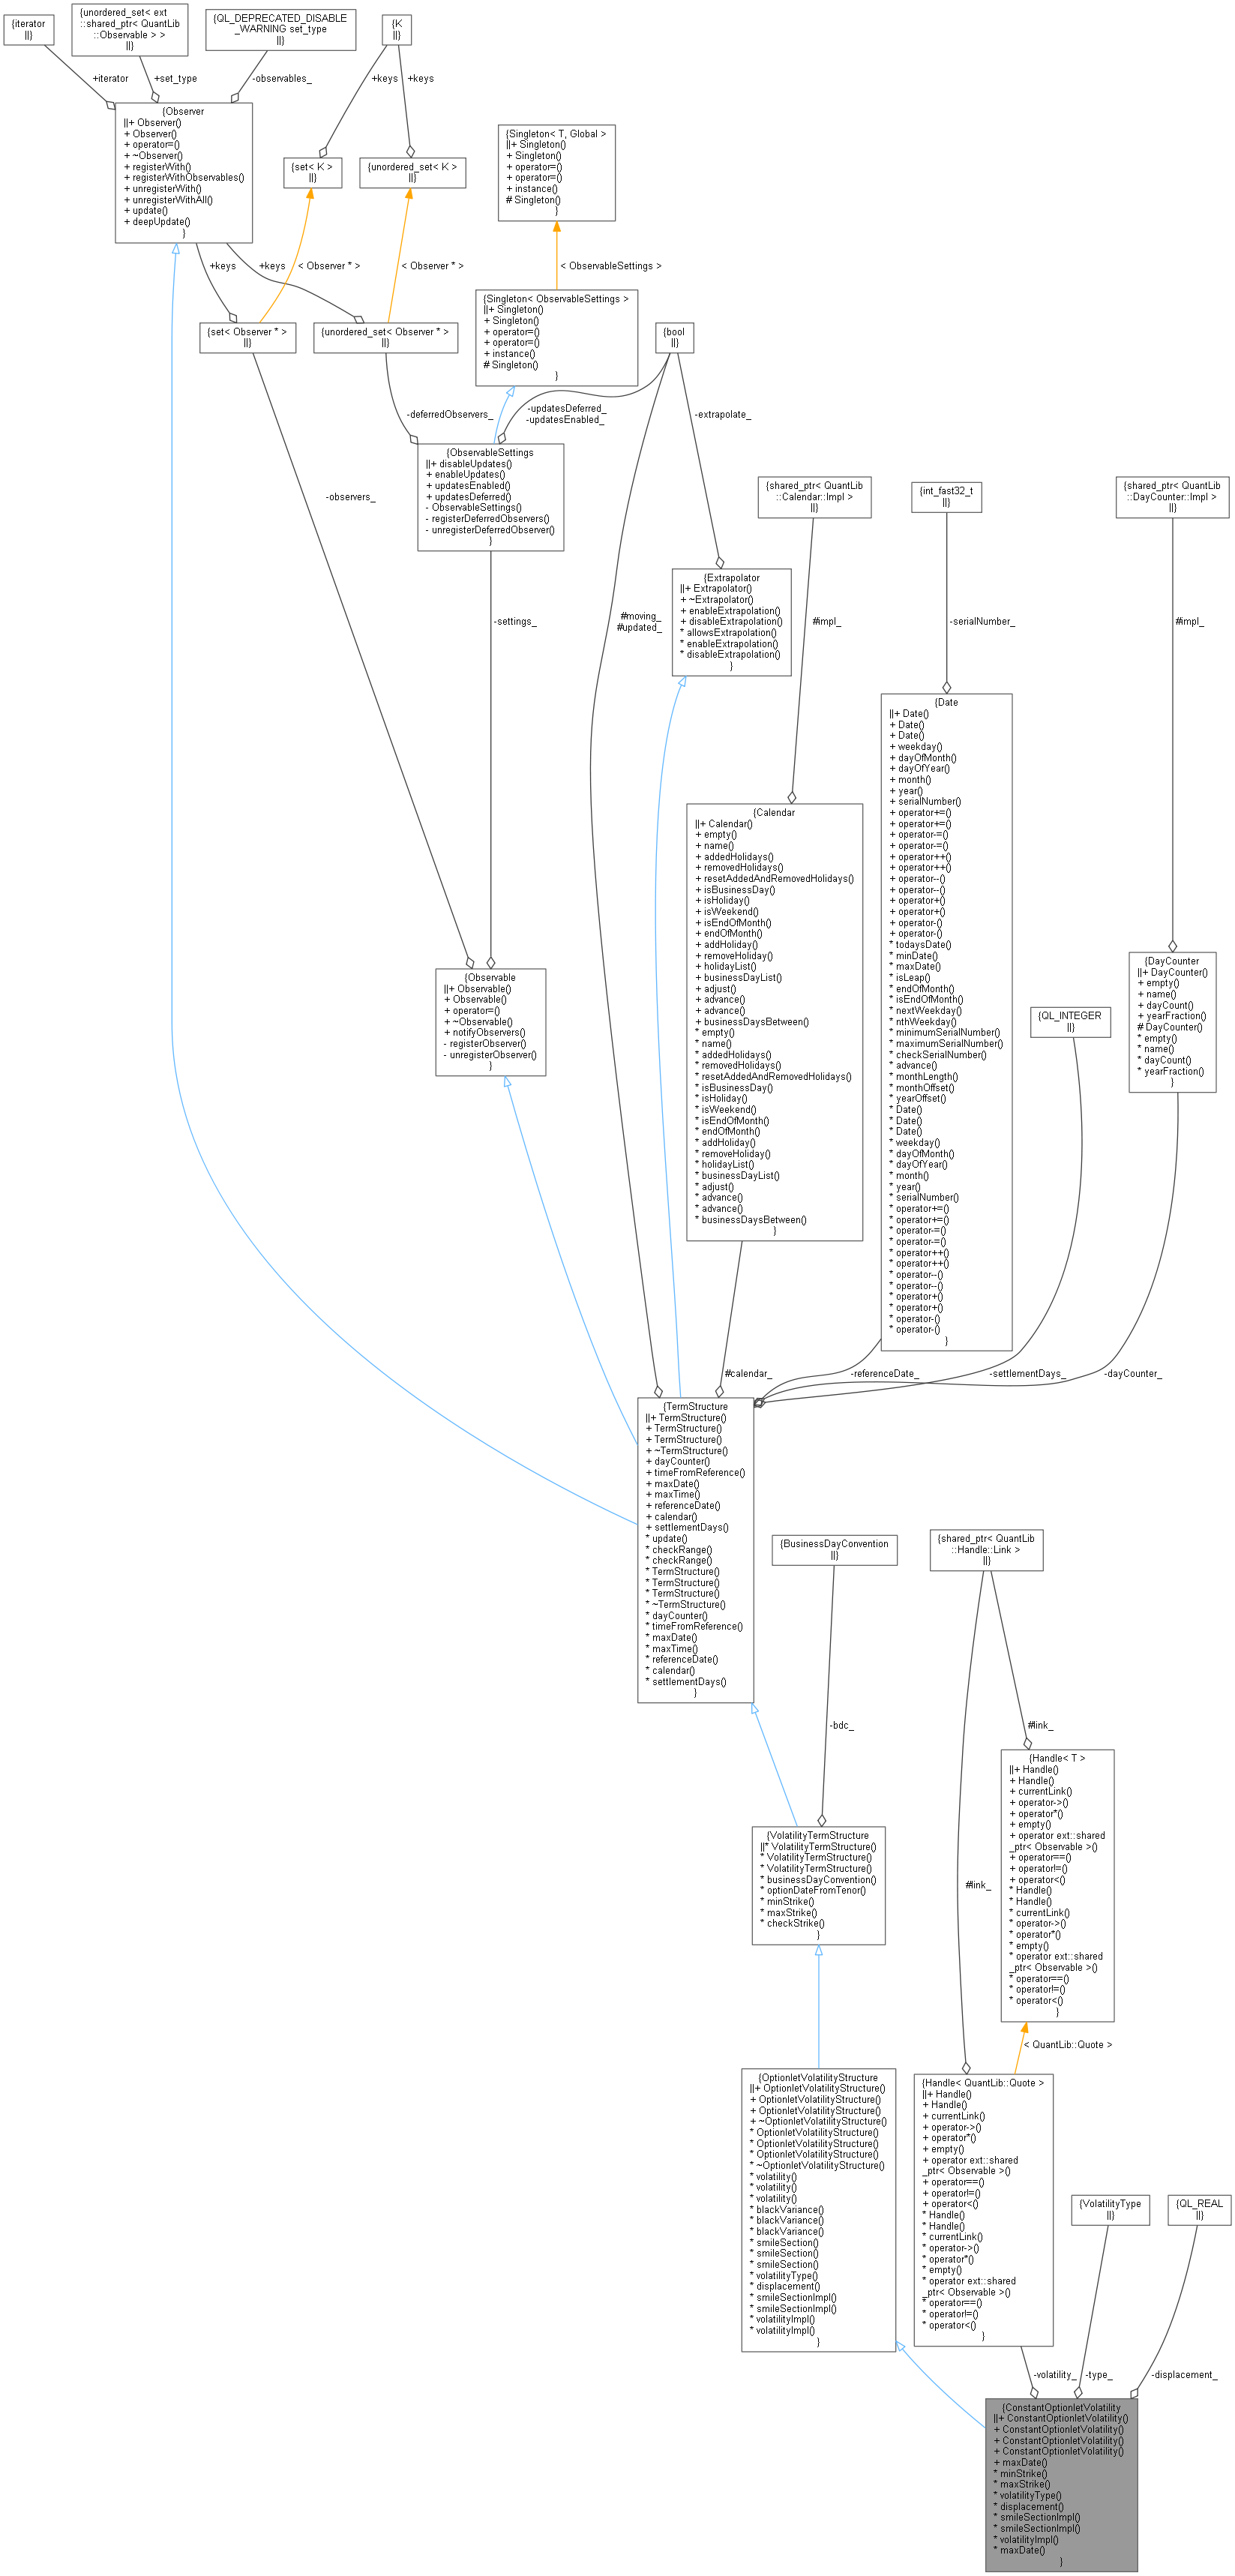 {iterator
||}
{unordered_set< ext
::shared_ptr< QuantLib
::Observable > >
||}
{QL_DEPRECATED_DISABLE
_WARNING set_type
||}
{K
||}
+iterator
+set_type
-observables_
+keys
+keys
{Observer
||+ Observer()
+ Observer()
+ operator=()
+ ~Observer()
+ registerWith()
+ registerWithObservables()
+ unregisterWith()
+ unregisterWithAll()
+ update()
+ deepUpdate()
}
{set< K >
||}
{unordered_set< K >
||}
{Singleton< T, Global >
||+ Singleton()
+ Singleton()
+ operator=()
+ operator=()
+ instance()
# Singleton()
}
+keys
+keys
< Observer * >
< Observer * >
< ObservableSettings >
{set< Observer * >
||}
{unordered_set< Observer * >
||}
{Singleton< ObservableSettings >
||+ Singleton()
+ Singleton()
+ operator=()
+ operator=()
+ instance()
# Singleton()
}
{bool
||}
-deferredObservers_
-updatesDeferred_
-updatesEnabled_
-extrapolate_
{ObservableSettings
||+ disableUpdates()
+ enableUpdates()
+ updatesEnabled()
+ updatesDeferred()
- ObservableSettings()
- registerDeferredObservers()
- unregisterDeferredObserver()
}
-observers_
{shared_ptr< QuantLib
::Calendar::Impl >
||}
{int_fast32_t
||}
{shared_ptr< QuantLib
::DayCounter::Impl >
||}
{Extrapolator
||+ Extrapolator()
+ ~Extrapolator()
+ enableExtrapolation()
+ disableExtrapolation()
* allowsExtrapolation()
* enableExtrapolation()
* disableExtrapolation()
}
-settings_
#moving_
#updated_
#impl_
-serialNumber_
#impl_
{Date
||+ Date()
+ Date()
+ Date()
+ weekday()
+ dayOfMonth()
+ dayOfYear()
+ month()
+ year()
+ serialNumber()
+ operator+=()
+ operator+=()
+ operator-=()
+ operator-=()
+ operator++()
+ operator++()
+ operator--()
+ operator--()
+ operator+()
+ operator+()
+ operator-()
+ operator-()
* todaysDate()
* minDate()
* maxDate()
* isLeap()
* endOfMonth()
* isEndOfMonth()
* nextWeekday()
* nthWeekday()
* minimumSerialNumber()
* maximumSerialNumber()
* checkSerialNumber()
* advance()
* monthLength()
* monthOffset()
* yearOffset()
* Date()
* Date()
* Date()
* weekday()
* dayOfMonth()
* dayOfYear()
* month()
* year()
* serialNumber()
* operator+=()
* operator+=()
* operator-=()
* operator-=()
* operator++()
* operator++()
* operator--()
* operator--()
* operator+()
* operator+()
* operator-()
* operator-()
}
{Calendar
||+ Calendar()
+ empty()
+ name()
+ addedHolidays()
+ removedHolidays()
+ resetAddedAndRemovedHolidays()
+ isBusinessDay()
+ isHoliday()
+ isWeekend()
+ isEndOfMonth()
+ endOfMonth()
+ addHoliday()
+ removeHoliday()
+ holidayList()
+ businessDayList()
+ adjust()
+ advance()
+ advance()
+ businessDaysBetween()
* empty()
* name()
* addedHolidays()
* removedHolidays()
* resetAddedAndRemovedHolidays()
* isBusinessDay()
* isHoliday()
* isWeekend()
* isEndOfMonth()
* endOfMonth()
* addHoliday()
* removeHoliday()
* holidayList()
* businessDayList()
* adjust()
* advance()
* advance()
* businessDaysBetween()
}
{Observable
||+ Observable()
+ Observable()
+ operator=()
+ ~Observable()
+ notifyObservers()
- registerObserver()
- unregisterObserver()
}
{QL_INTEGER
||}
{DayCounter
||+ DayCounter()
+ empty()
+ name()
+ dayCount()
+ yearFraction()
# DayCounter()
* empty()
* name()
* dayCount()
* yearFraction()
}
#calendar_
-referenceDate_
-settlementDays_
-dayCounter_
{TermStructure
||+ TermStructure()
+ TermStructure()
+ TermStructure()
+ ~TermStructure()
+ dayCounter()
+ timeFromReference()
+ maxDate()
+ maxTime()
+ referenceDate()
+ calendar()
+ settlementDays()
* update()
* checkRange()
* checkRange()
* TermStructure()
* TermStructure()
* TermStructure()
* ~TermStructure()
* dayCounter()
* timeFromReference()
* maxDate()
* maxTime()
* referenceDate()
* calendar()
* settlementDays()
}
{BusinessDayConvention
||}
{shared_ptr< QuantLib
::Handle::Link >
||}
-bdc_
#link_
{Handle< T >
||+ Handle()
+ Handle()
+ currentLink()
+ operator->()
+ operator*()
+ empty()
+ operator ext::shared
_ptr< Observable >()
+ operator==()
+ operator!=()
+ operator<()
* Handle()
* Handle()
* currentLink()
* operator->()
* operator*()
* empty()
* operator ext::shared
_ptr< Observable >()
* operator==()
* operator!=()
* operator<()
}
{VolatilityTermStructure
||* VolatilityTermStructure()
* VolatilityTermStructure()
* VolatilityTermStructure()
* businessDayConvention()
* optionDateFromTenor()
* minStrike()
* maxStrike()
* checkStrike()
}
#link_
< QuantLib::Quote >
{OptionletVolatilityStructure
||+ OptionletVolatilityStructure()
+ OptionletVolatilityStructure()
+ OptionletVolatilityStructure()
+ ~OptionletVolatilityStructure()
* OptionletVolatilityStructure()
* OptionletVolatilityStructure()
* OptionletVolatilityStructure()
* ~OptionletVolatilityStructure()
* volatility()
* volatility()
* volatility()
* blackVariance()
* blackVariance()
* blackVariance()
* smileSection()
* smileSection()
* smileSection()
* volatilityType()
* displacement()
* smileSectionImpl()
* smileSectionImpl()
* volatilityImpl()
* volatilityImpl()
}
{Handle< QuantLib::Quote >
||+ Handle()
+ Handle()
+ currentLink()
+ operator->()
+ operator*()
+ empty()
+ operator ext::shared
_ptr< Observable >()
+ operator==()
+ operator!=()
+ operator<()
* Handle()
* Handle()
* currentLink()
* operator->()
* operator*()
* empty()
* operator ext::shared
_ptr< Observable >()
* operator==()
* operator!=()
* operator<()
}
{VolatilityType
||}
{QL_REAL
||}
-volatility_
-type_
-displacement_
{ConstantOptionletVolatility
||+ ConstantOptionletVolatility()
+ ConstantOptionletVolatility()
+ ConstantOptionletVolatility()
+ ConstantOptionletVolatility()
+ maxDate()
* minStrike()
* maxStrike()
* volatilityType()
* displacement()
* smileSectionImpl()
* smileSectionImpl()
* volatilityImpl()
* maxDate()
}